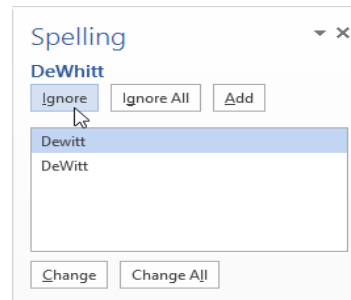 Spelling
DeWhitt
Ignore Ignore All Add
Dewitt
DeWitt
Change Change All